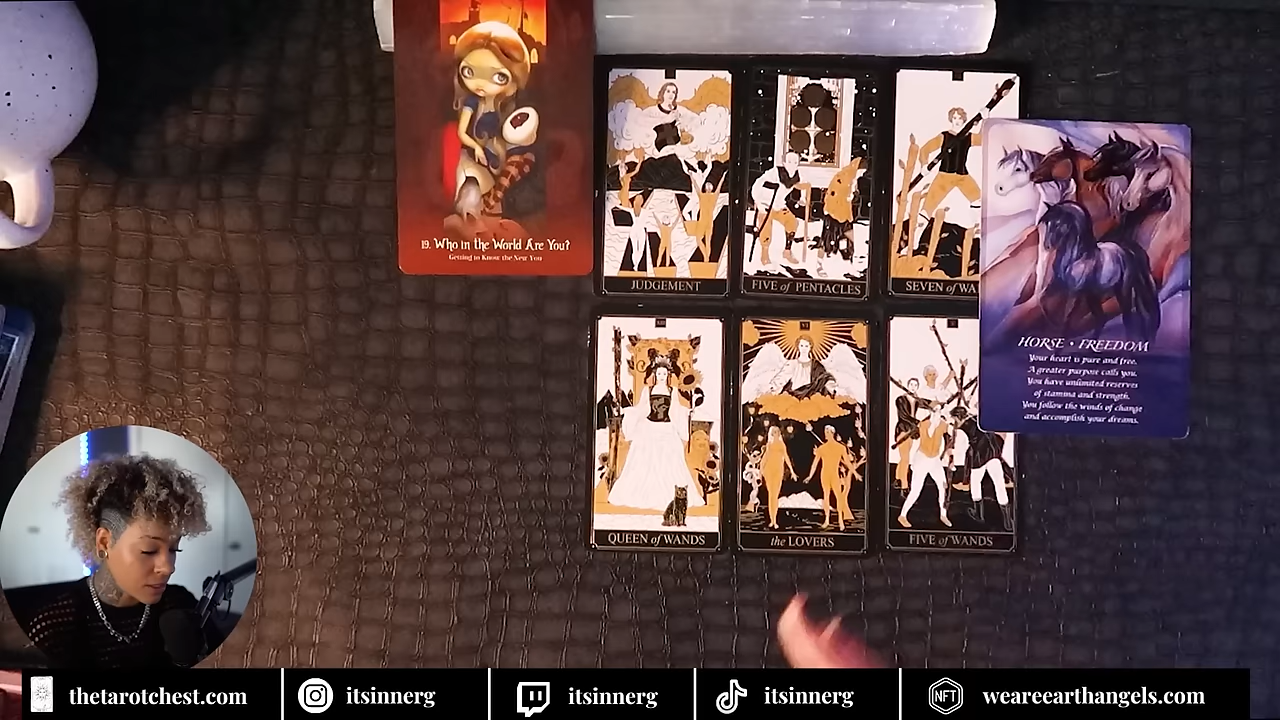 19. Who in the World Are You?
Getting to Know the New You
JUDGEMENT
FIVE of PENTACLES
SEVEN of WA
HORSE • FREEDOM
Your heart is pure and free.
A greater purpose calls you.
You have unlimited reserves
of stamina and strength.
You follow the winds of change
and accomplish your dreams.
XIII
VI
QUEEN of WANDS
the LOVERS
FIVE of WANDS
thetarotchest.com
itsinnerg
itsinnerg
itsinnerg
NFT
weareearthangels.com